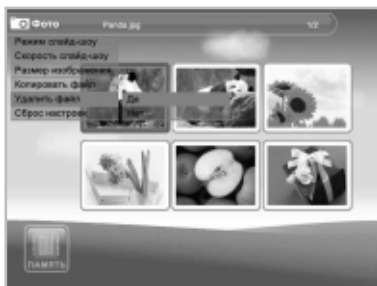 Фото Panda.jpg 1/2
Режим слайд-шоу
Скорость слайд-шоу
Размер изображения
Копировать файл
Удалить файл Да
Сброс настроек Нет
ПАМЯТЬ